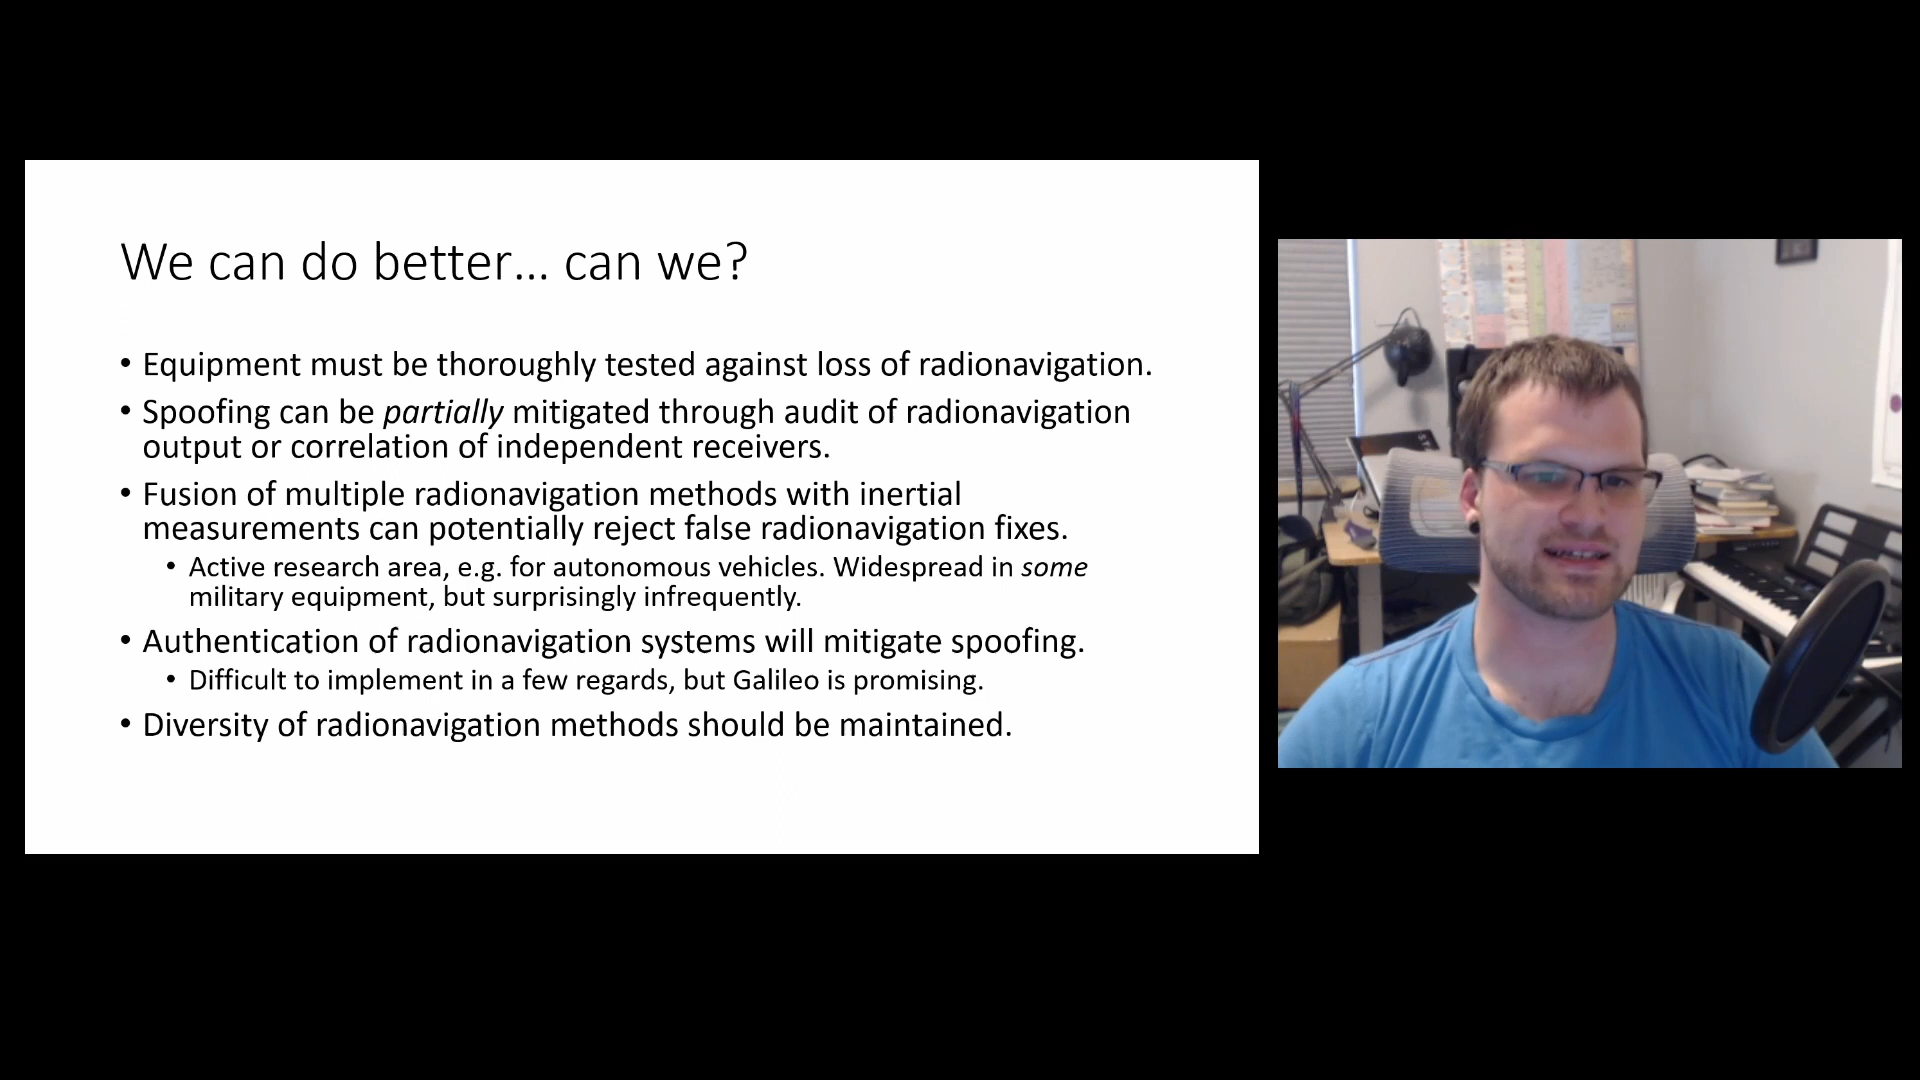 We can do better… can we?
• Equipment must be thoroughly tested against loss of radionavigation.
• Spoofing can be partially mitigated through audit of radionavigation
output or correlation of independent receivers.
• Fusion of multiple radionavigation methods with inertial
measurements can potentially reject false radionavigation fixes.
• Active research area, e.g. for autonomous vehicles. Widespread in some
military equipment, but surprisingly infrequently.
• Authentication of radionavigation systems will mitigate spoofing.
• Difficult to implement in a few regards, but Galileo is promising.
• Diversity of radionavigation methods should be maintained.